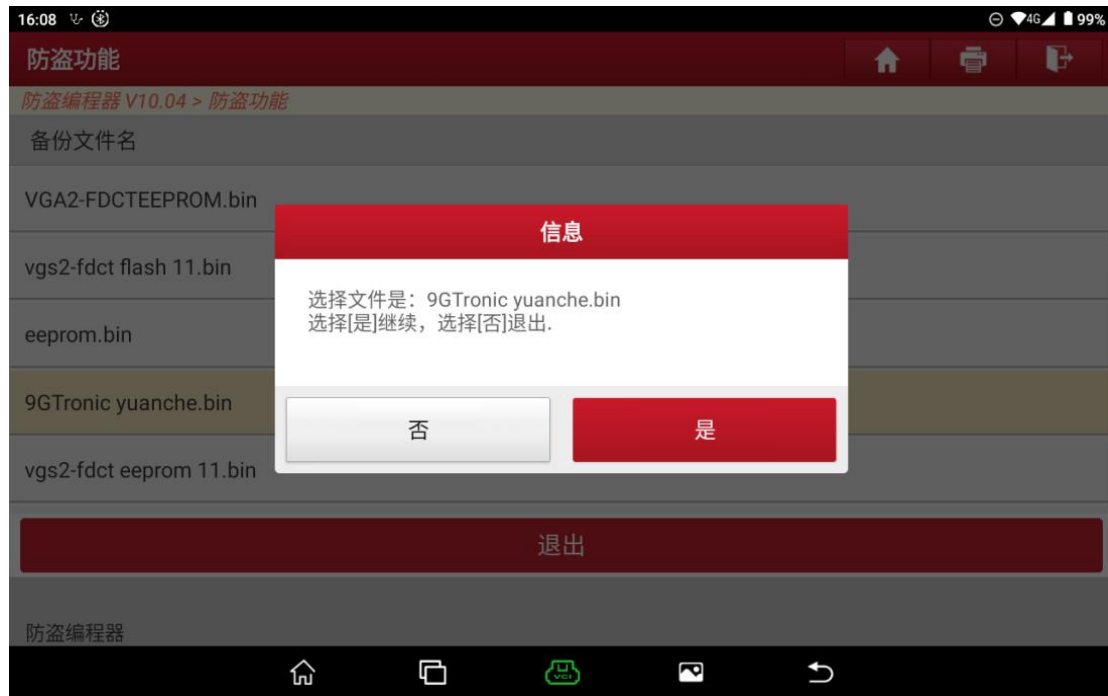 16:08
4G 99%
防盗功能
防盗编程器 V10.04 > 防盗功能
备份文件名
VGA2-FDCTEEPROM.bin
vgs2-fdct flash 11.bin
eeprom.bin
9GTronic yuanche.bin
vgs2-fdct eeprom 11.bin
信息
选择文件是：9GTronic yuanche.bin
选择[是]继续，选择[否]退出.
否
是
退出
防盗编程器
VCI